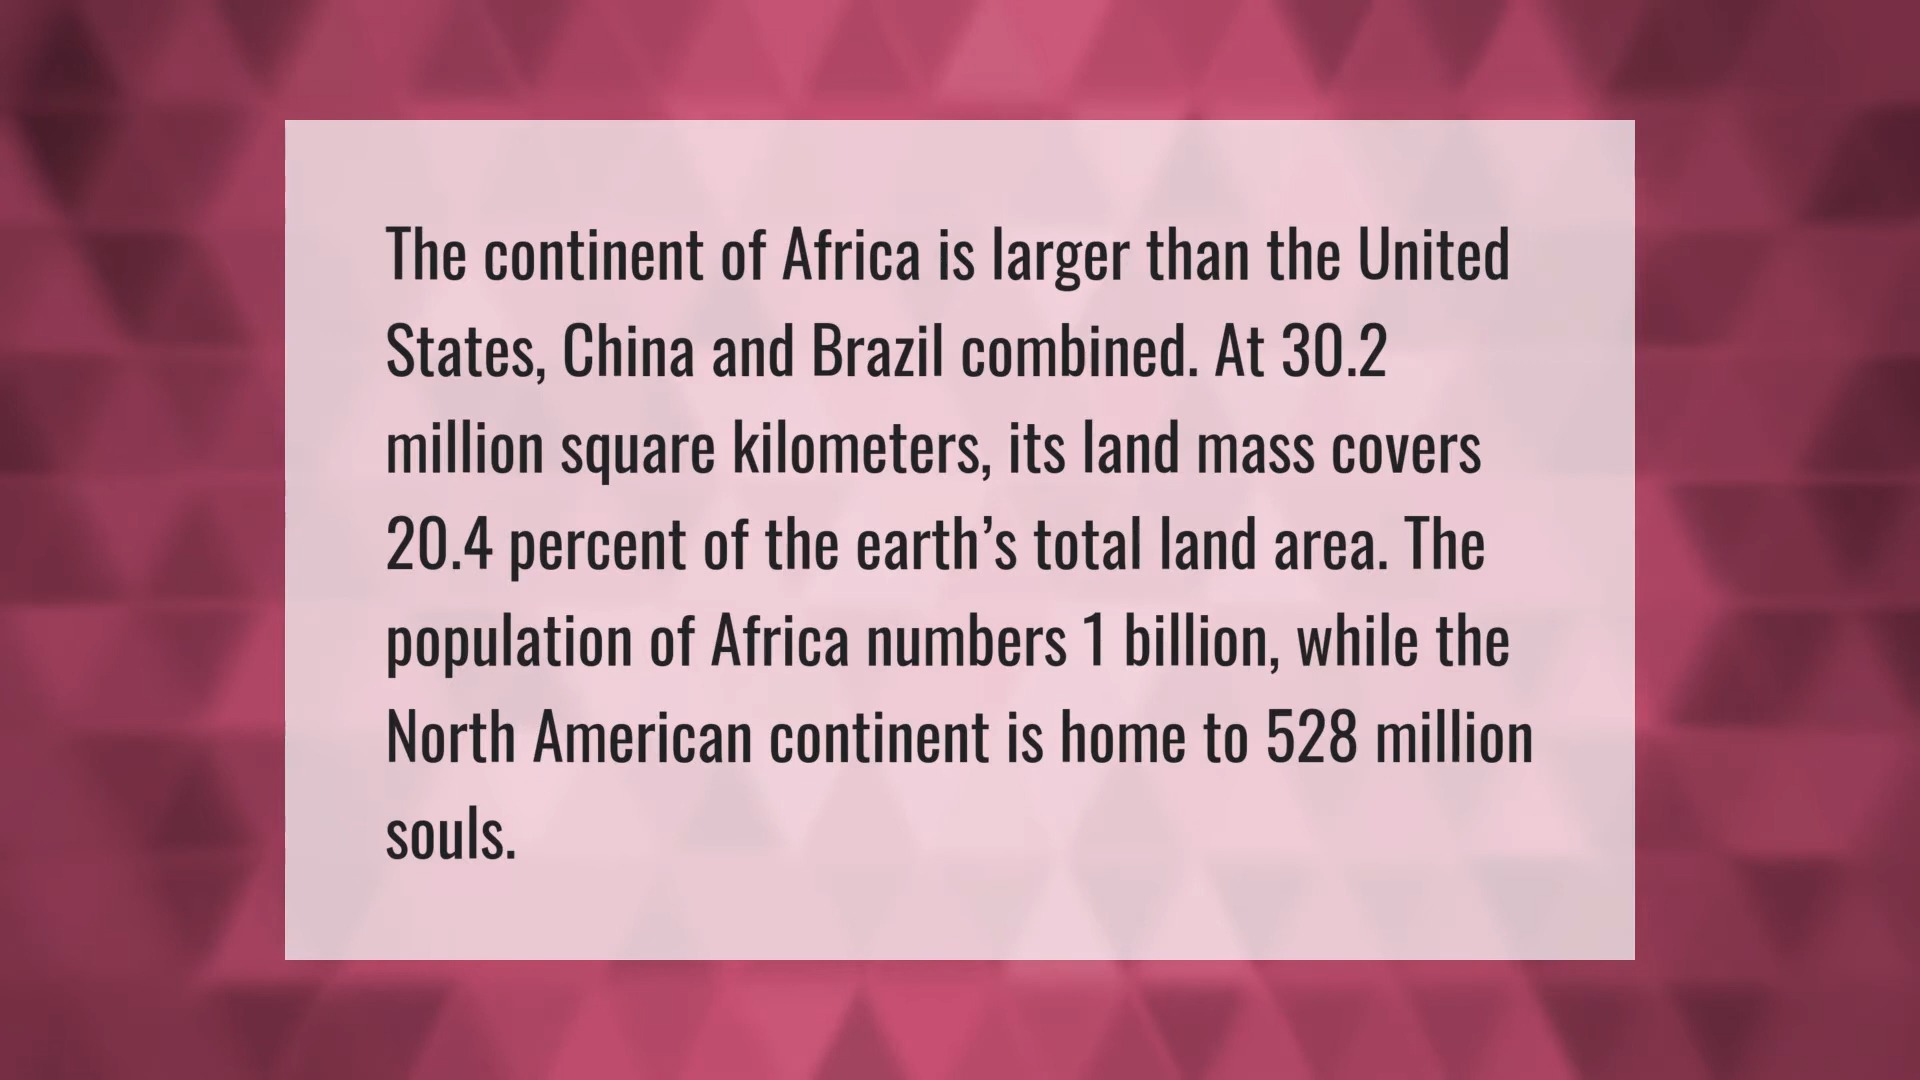 The continent of Africa is larger than the United
States, China and Brazil combined. At 30.2
million square kilometers, its land mass covers
20.4 percent of the earth’s total land area. The
population of Africa numbers 1 billion, while the
North American continent is home to 528 million
souls.